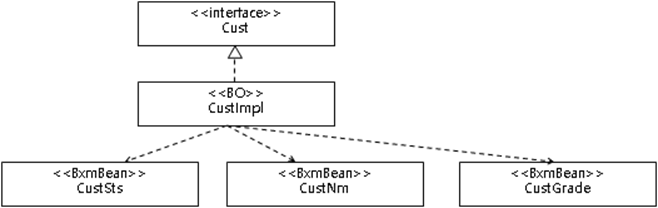 <<interface>>
Cust
<<BO>>
CustImpl
<<BxmBean>>
CustSts
<<BxmBean>>
CustNm
<<BxmBean>>
CustGrade